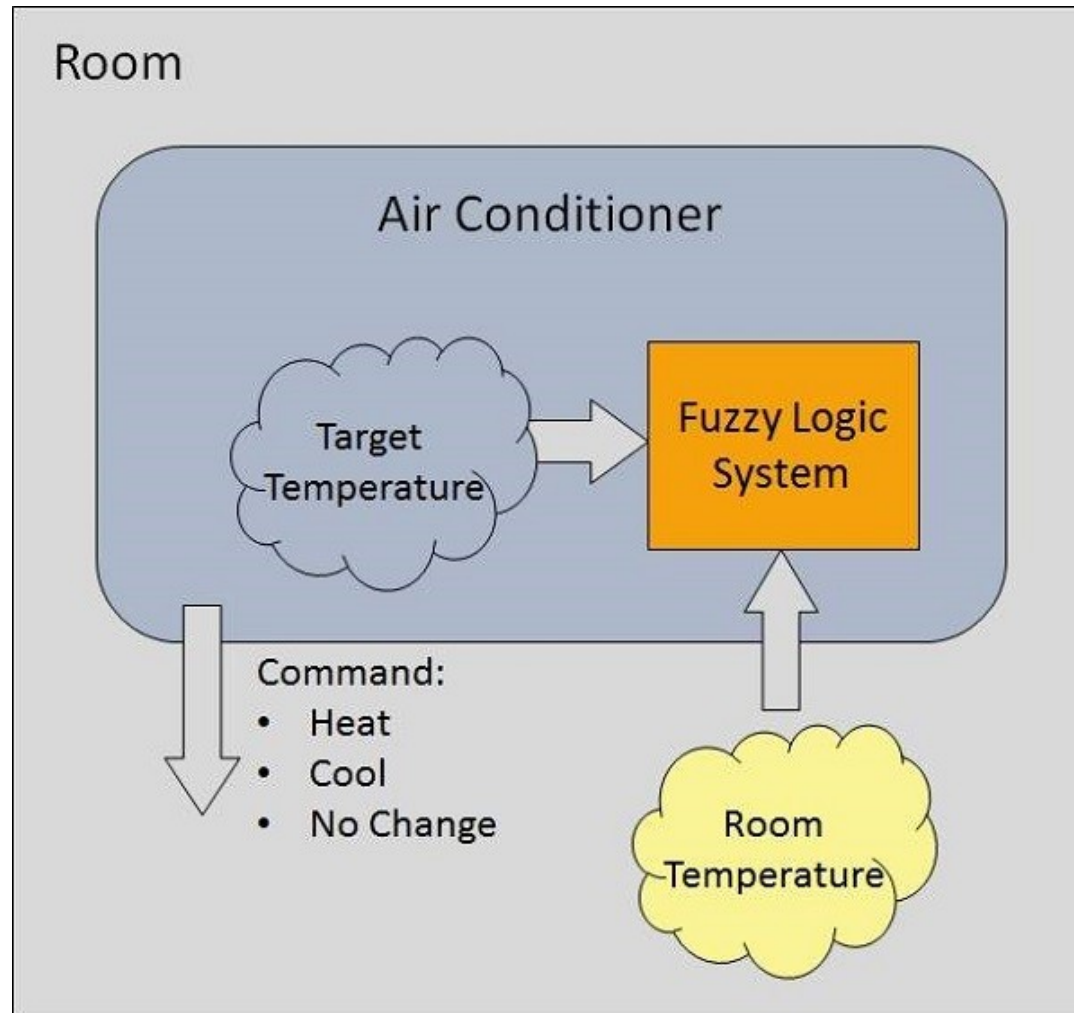 Room
Air Conditioner
Target
Temperature
Fuzzy Logic
System
Command:
• Heat
• Cool
• No Change
Room
Temperature